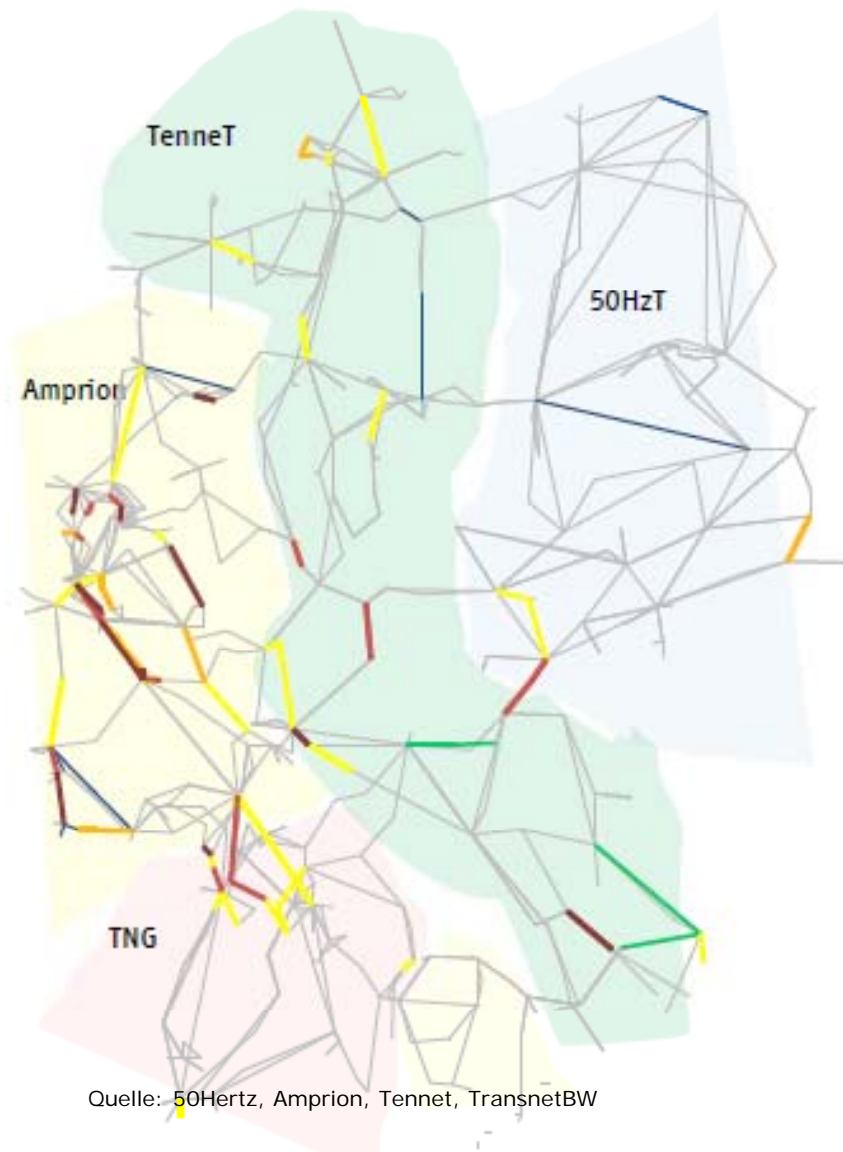 TenneT
50HzT
Amprion
TNG
Quelle: 50Hertz, Amprion, Tennet, TransnetBW